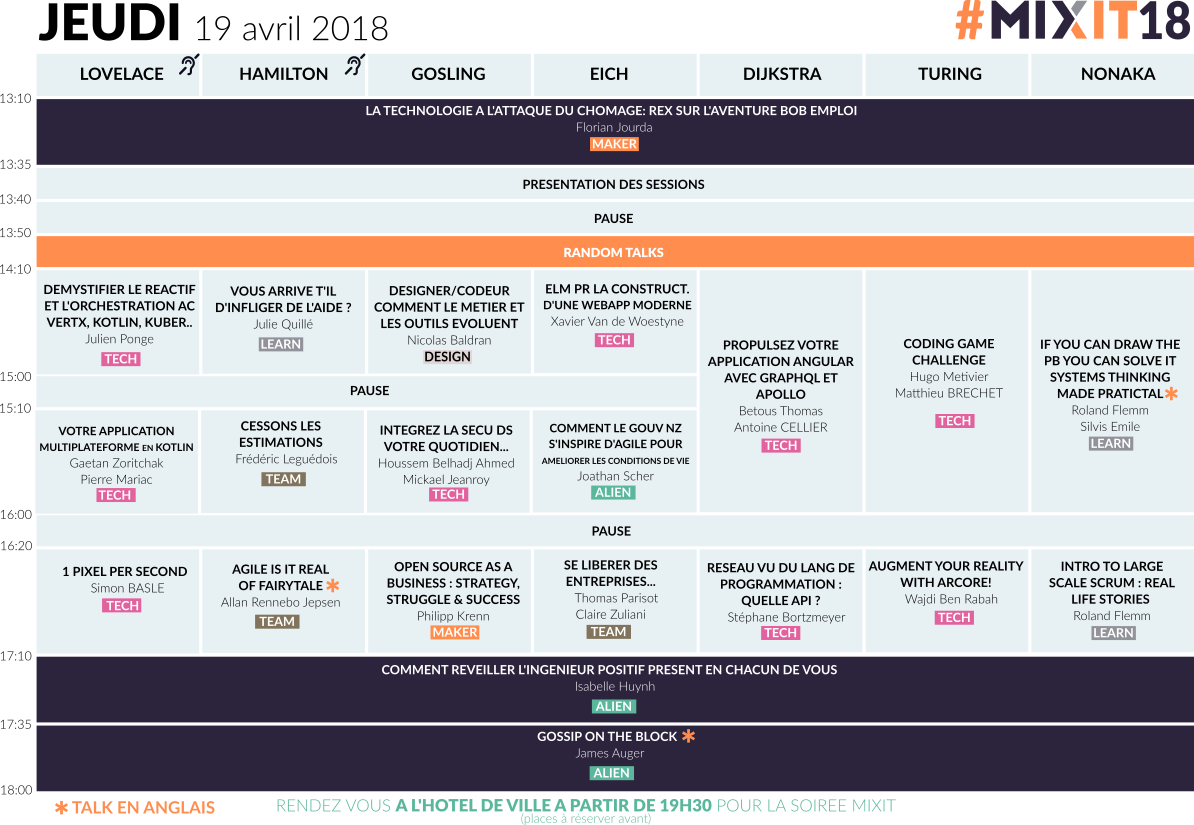 JEUDI 19 avril 2018
#MIXIT18
LOVELACE
HAMILTON
GOSLING
EICH
DIJKSTRA
TURING
NONAKA
13:10
LA TECHNOLOGIE A L'ATTAQUE DU CHOMAGE: REX SUR L'AVENTURE BOB EMPLOI
Florian Jourda
MAKER
13:35
PRESENTATION DES SESSIONS
13:40
PAUSE
13:50
RANDOM TALKS
14:10
DEMYSTIFIER LE REACTIF
ET L'ORCHESTRATION AC
VERTX, KOTLIN, KUBER..
Julien Ponge
TECH
VOUS ARRIVE T'IL
D'INFLIGER DE L'AIDE ?
Julie Quillé
LEARN
DESIGNER/CODEUR
COMMENT LE METIER ET
LES OUTILS EVOLUENT
Nicolas Baldran
DESIGN
ELM PR LA CONSTRUCT.
D'UNE WEBAPP MODERNE
Xavier Van de Woestyne
TECH
PROPULSEZ VOTRE
APPLICATION ANGULAR
AVEC GRAPHQL ET
APOLLO
Betous Thomas
Antoine CELLIER
TECH
CODING GAME
CHALLENGE
Hugo Metivier
Matthieu BRECHET
TECH
IF YOU CAN DRAW THE
PB YOU CAN SOLVE IT
SYSTEMS THINKING
MADE PRATICTAL*
Roland Flemm
Silvis Emile
LEARN
15:00
PAUSE
15:10
VOTRE APPLICATION
MULTIPLATEFORME EN KOTLIN
Gaetan Zoritchak
Pierre Mariac
TECH
CESSONS LES
ESTIMATIONS
Frédéric Leguédois
TEAM
INTEGREZ LA SECU DS
VOTRE QUOTIDIEN...
Houssem Belhadj Ahmed
Mickael Jeanroy
TECH
COMMENT LE GOUV NZ
S'INSPIRE D'AGILE POUR
AMELIORER LES CONDITIONS DE VIE
Joathan Scher
ALIEN
16:00
PAUSE
16:20
1 PIXEL PER SECOND
Simon BASLE
TECH
AGILE IS IT REAL
OF FAIRYTALE *
Allan Rennebo Jepsen
TEAM
OPEN SOURCE AS A
BUSINESS : STRATEGY,
STRUGGLE & SUCCESS
Philipp Krenn
MAKER
SE LIBERER DES
ENTREPRISES...
Thomas Parisot
Claire Zuliani
TEAM
RESEAU VU DU LANG DE
PROGRAMMATION :
QUELLE API ?
Stéphane Bortzmeyer
TECH
AUGMENT YOUR REALITY
WITH ARCORE!
Wajdi Ben Rabah
TECH
INTRO TO LARGE
SCALE SCRUM : REAL
LIFE STORIES
Roland Flemm
LEARN
17:10
COMMENT REVEILLER L'INGENIEUR POSITIF PRESENT EN CHACUN DE VOUS
Isabelle Huynh
ALIEN
17:35
GOSSIP ON THE BLOCK *
James Auger
ALIEN
18:00
* TALK EN ANGLAIS
RENDEZ VOUS A L'HOTEL DE VILLE A PARTIR DE 19H30 POUR LA SOIREE MIXIT
(places à réserver avant)